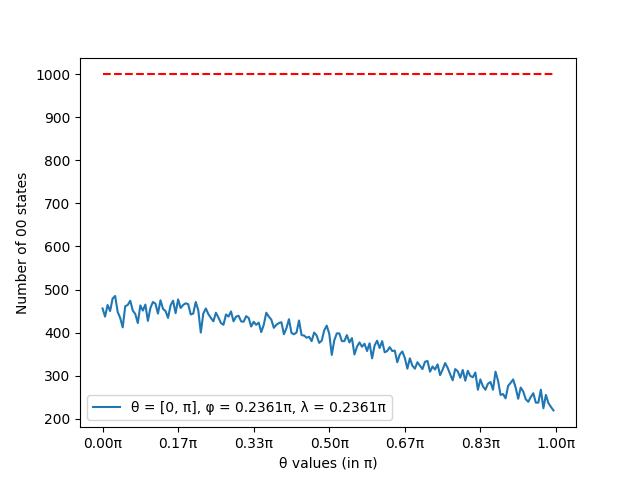 1000
900
800
700
600
500
400
300
200
Number of 00 states
θ = [0, π], φ = 0.2361π, λ = 0.2361π
0.00π 0.17π 0.33π 0.50π 0.67π 0.83π 1.00π
θ values (in π)